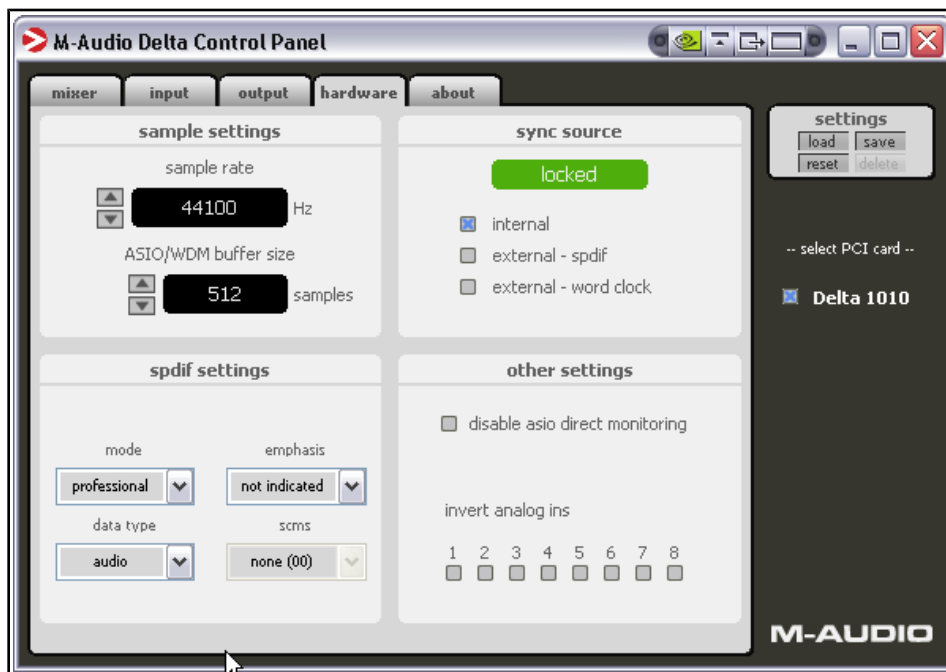 M-Audio Delta Control Panel
mixer input output hardware about
sample settings
sample rate
44100 Hz
ASIO/WDM buffer size
512 samples
sync source
locked
internal
external - spdif
external - word clock
spdif settings
mode emphasis
professional not indicated
data type scms
audio none (00)
other settings
disable asio direct monitoring
invert analog ins
1 2 3 4 5 6 7 8
settings
load save
reset delete
-- select PCI card --
Delta 1010
M-AUDIO